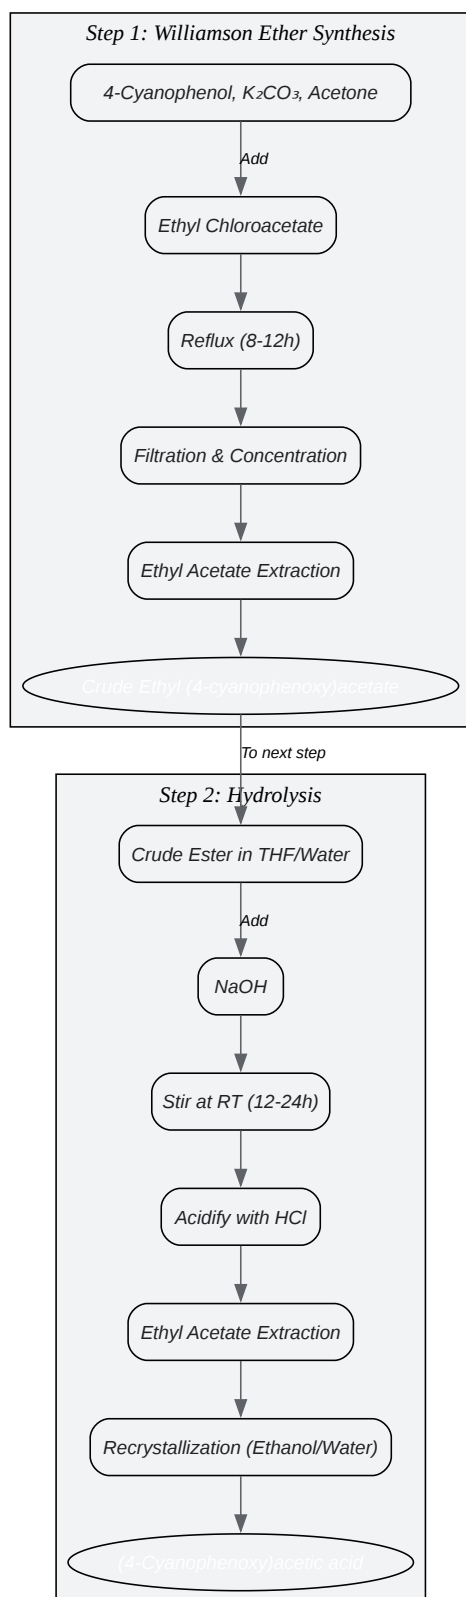 Step 1: Williamson Ether Synthesis
4-Cyanophenol, K₂CO₃, Acetone
Add
Ethyl Chloroacetate
Reflux (8-12h)
Filtration & Concentration
Ethyl Acetate Extraction
Crude Ethyl (4-cyanophenoxy)acetate
To next step
Step 2: Hydrolysis
Crude Ester in THF/Water
Add
NaOH
Stir at RT (12-24h)
Acidify with HCl
Ethyl Acetate Extraction
Recrystallization (Ethanol/Water)
(4-Cyanophenoxy)acetic acid